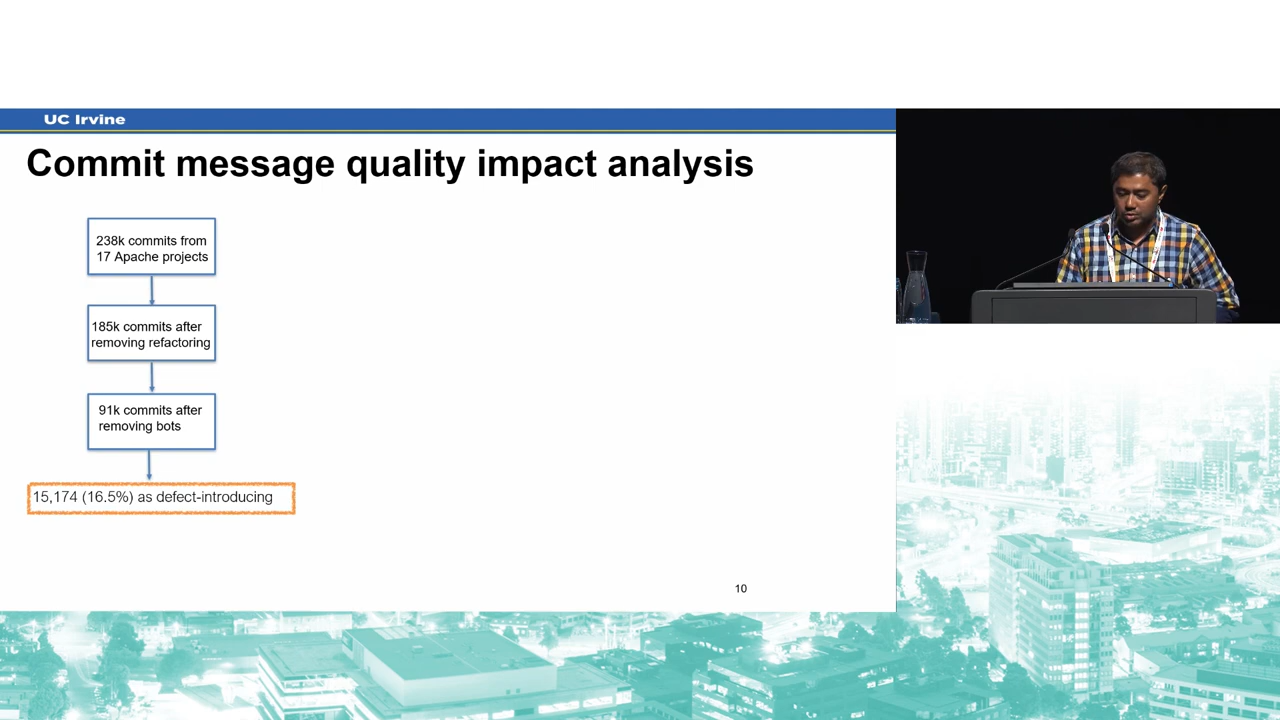 UC Irvine
Commit message quality impact analysis
238k commits from
17 Apache projects
185k commits after
removing refactoring
91k commits after
removing bots
15,174 (16.5%) as defect-introducing
10